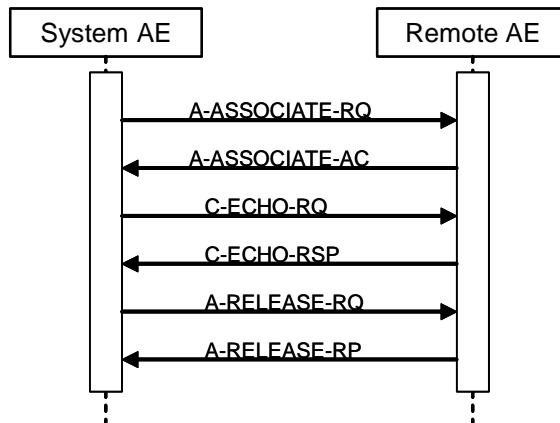 System AE
Remote AE
A-ASSOCIATE-RQ
A-ASSOCIATE-AC
C-ECHO-RQ
C-ECHO-RSP
A-RELEASE-RQ
A-RELEASE-RP